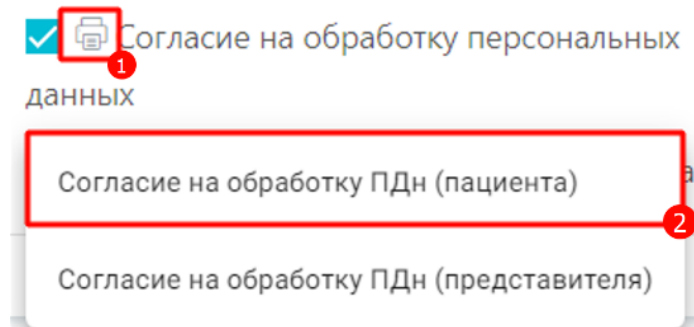 Согласие на обработку персональных
1
данных
Согласие на обработку ПДн (пациента)
а
2
Согласие на обработку ПДн (представителя)